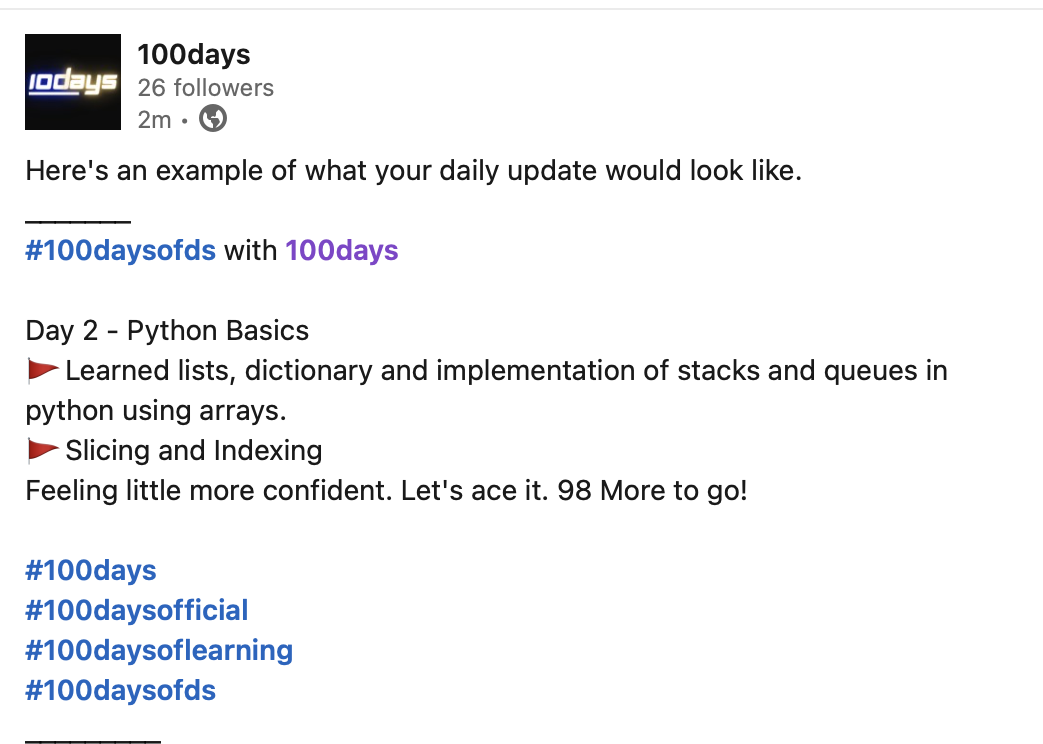 10days
100days
26 followers
2m •
Here's an example of what your daily update would look like.
_______
#100daysofds with 100days
Day 2 - Python Basics
🚩Learned lists, dictionary and implementation of stacks and queues in
python using arrays.
🚩Slicing and Indexing
Feeling little more confident. Let's ace it. 98 More to go!
#100days
#100daysofficial
#100daysoflearning
#100daysofds
_________